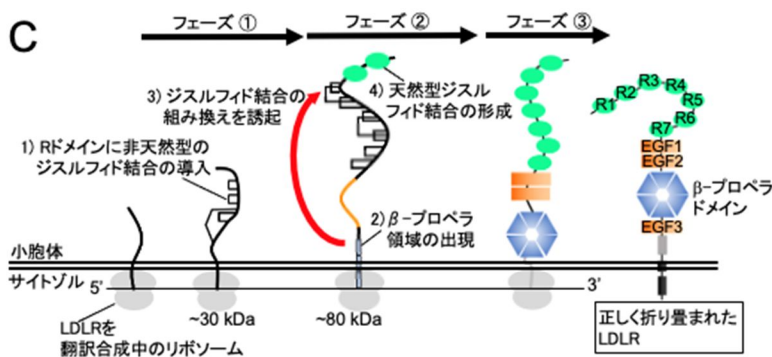 C
フェーズ ①
フェーズ ②
フェーズ ③
1) Rドメインに非天然型の
ジスルフィド結合の導入
3) ジスルフィド結合の
組み換えを誘起
4) 天然型ジスル
フィド結合の形成
2) β-プロペラ
領域の出現
R1
R2
R3
R4
R5
R6
R7
EGF1
EGF2
β-プロペラ
ドメイン
EGF3
小胞体
サイトゾル
5'
3'
LDLRを
翻訳合成中のリボソーム
~30 kDa
~80 kDa
正しく折り畳まれた
LDLR